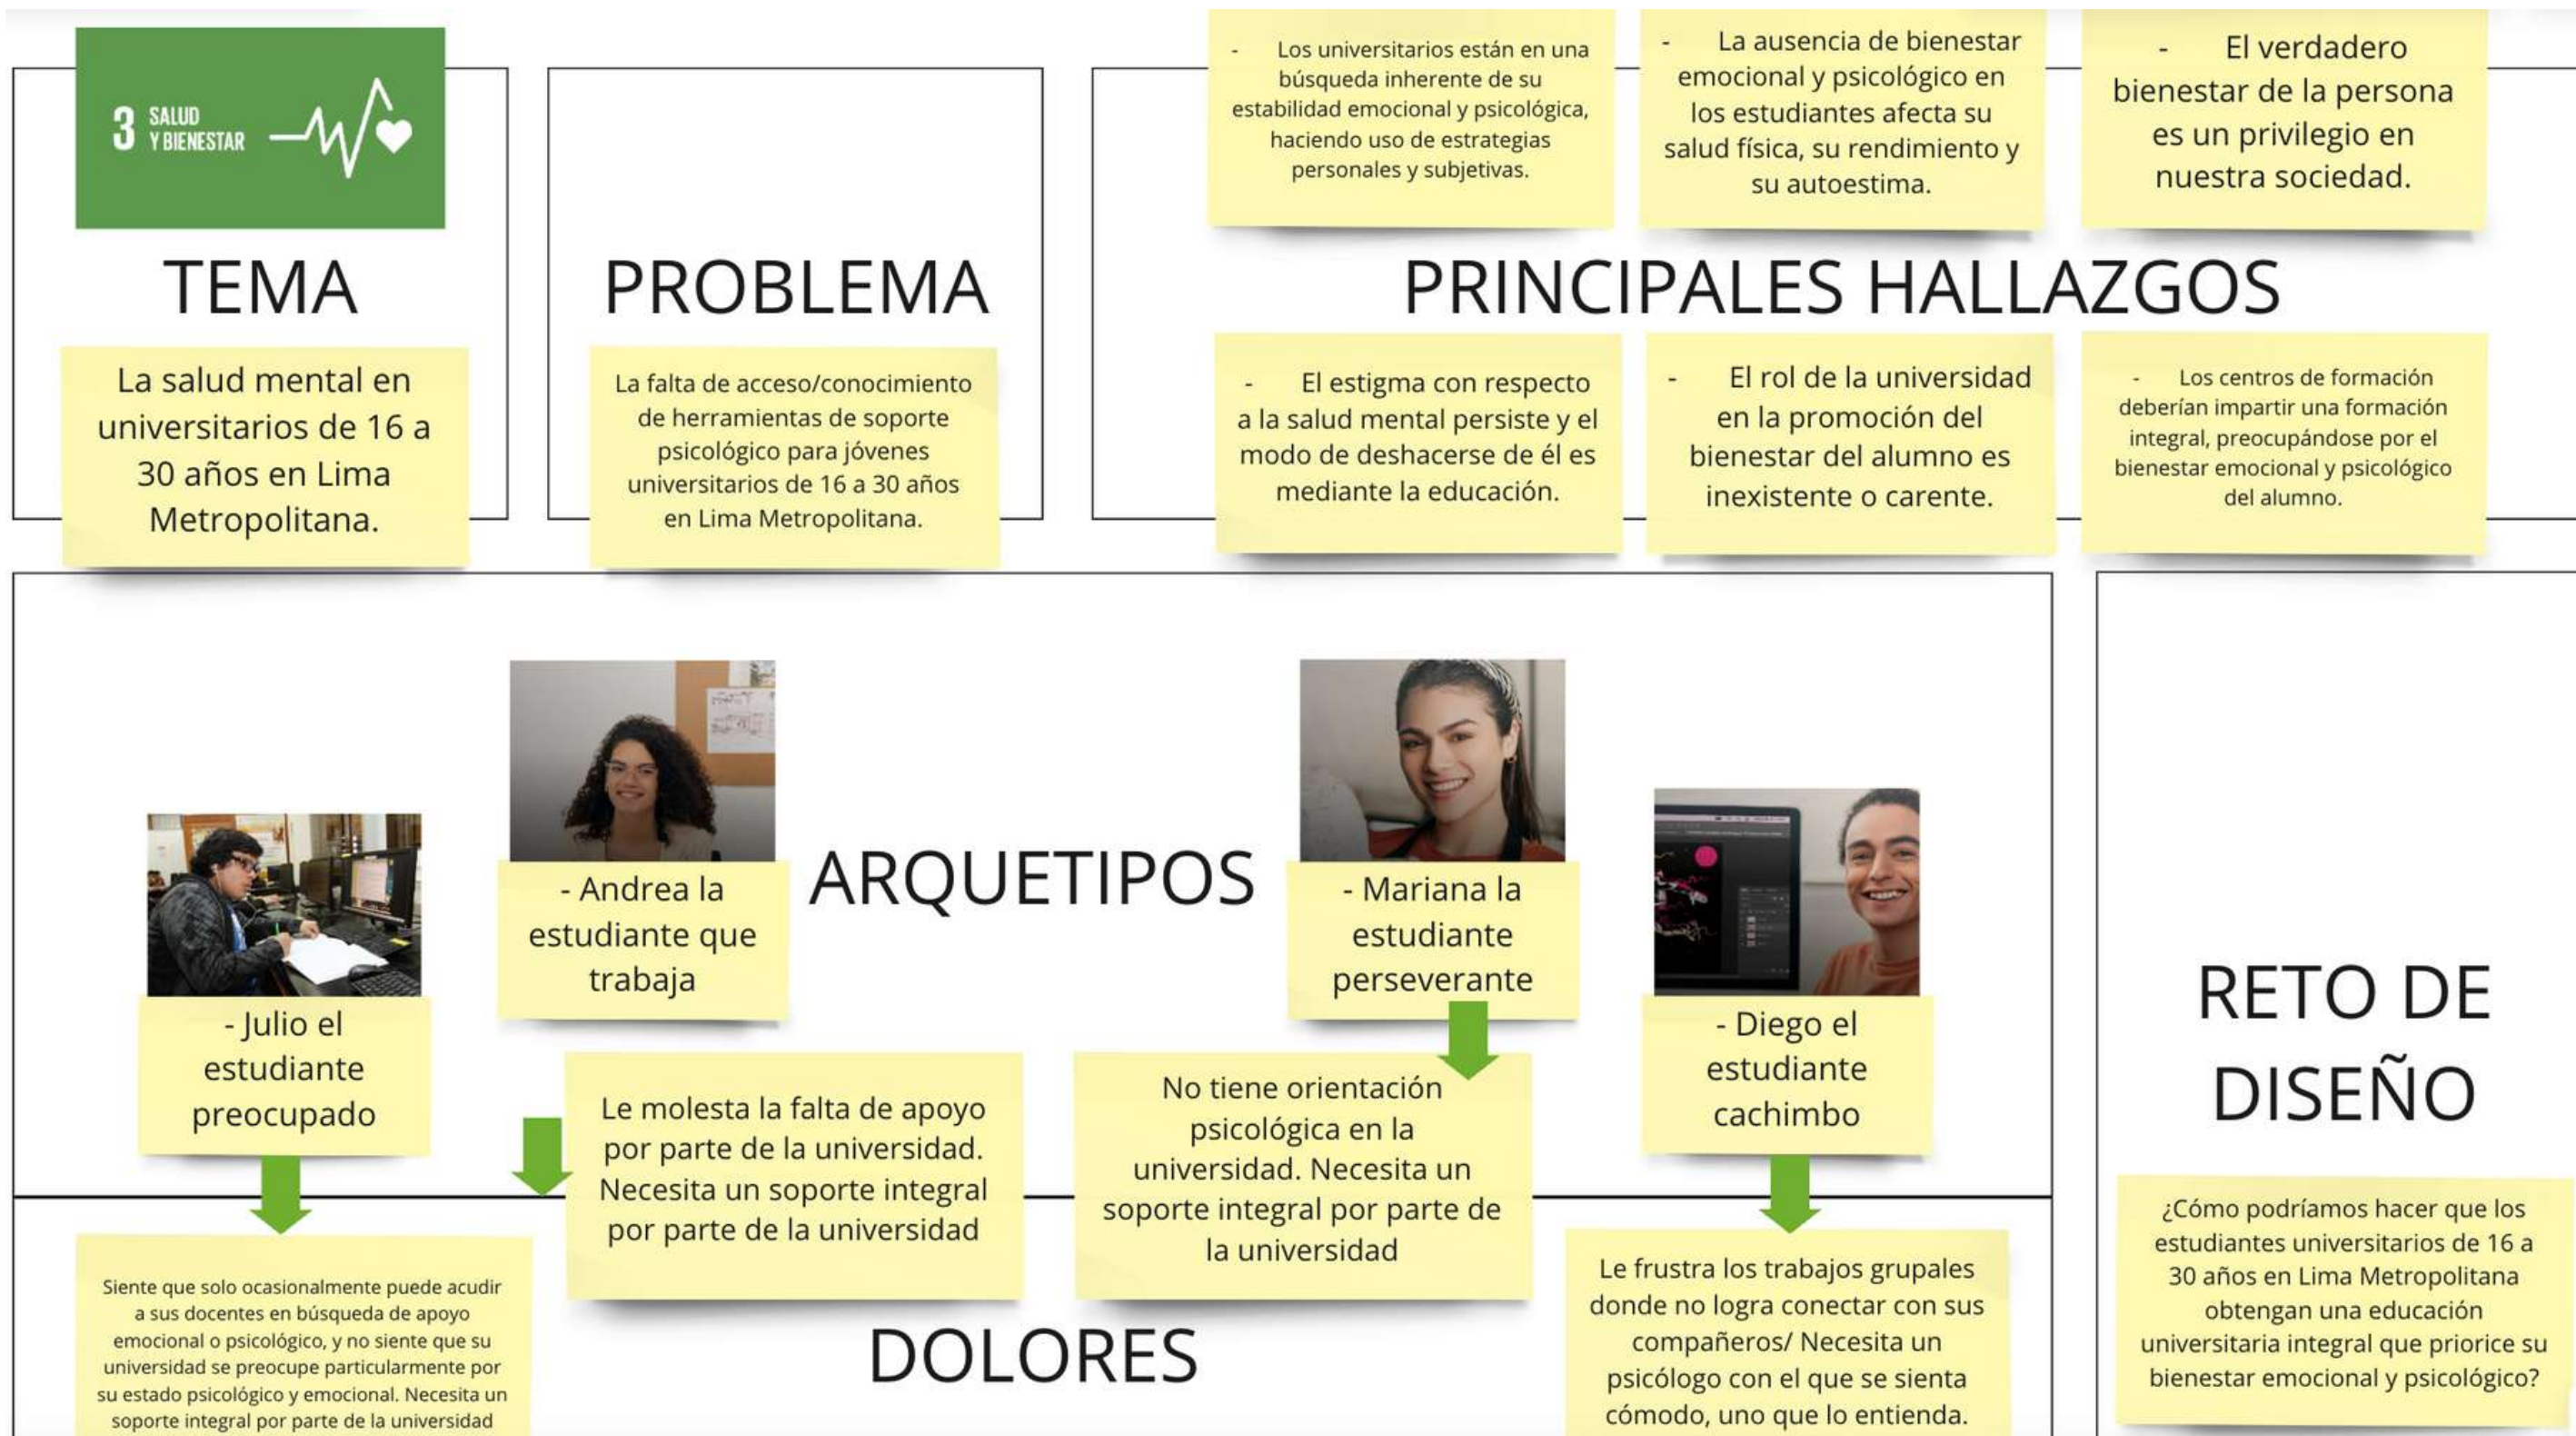 3 SALUD
Y BIENESTAR
TEMA
La salud mental en
universitarios de 16 a
30 años en Lima
Metropolitana.
PROBLEMA
La falta de acceso/conocimiento
de herramientas de soporte
psicológico para jóvenes
universitarios de 16 a 30 años
en Lima Metropolitana.
- Los universitarios están en una
búsqueda inherente de su
estabilidad emocional y psicológica,
haciendo uso de estrategias
personales y subjetivas.
- La ausencia de bienestar
emocional y psicológico en
los estudiantes afecta su
salud física, su rendimiento y
su autoestima.
- El verdadero
bienestar de la persona
es un privilegio en
nuestra sociedad.
PRINCIPALES HALLAZGOS
- El estigma con respecto
a la salud mental persiste y el
modo de deshacerse de él es
mediante la educación.
- El rol de la universidad
en la promoción del
bienestar del alumno es
inexistente o carente.
- Los centros de formación
deberían impartir una formación
integral, preocupándose por el
bienestar emocional y psicológico
del alumno.
ARQUETIPOS
- Julio el
estudiante
preocupado
- Andrea la
estudiante que
trabaja
- Mariana la
estudiante
perseverante
- Diego el
estudiante
cachimbo
Siente que solo ocasionalmente puede acudir
a sus docentes en búsqueda de apoyo
emocional o psicológico, y no siente que su
universidad se preocupe particularmente por
su estado psicológico y emocional. Necesita un
soporte integral por parte de la universidad
Le molesta la falta de apoyo
por parte de la universidad.
Necesita un soporte integral
por parte de la universidad
No tiene orientación
psicológica en la
universidad. Necesita un
soporte integral por parte de
la universidad
Le frustra los trabajos grupales
donde no logra conectar con sus
compañeros/ Necesita un
psicólogo con el que se sienta
cómodo, uno que lo entienda.
DOLORES
RETO DE
DISEÑO
¿Cómo podríamos hacer que los
estudiantes universitarios de 16 a
30 años en Lima Metropolitana
obtengan una educación
universitaria integral que priorice su
bienestar emocional y psicológico?